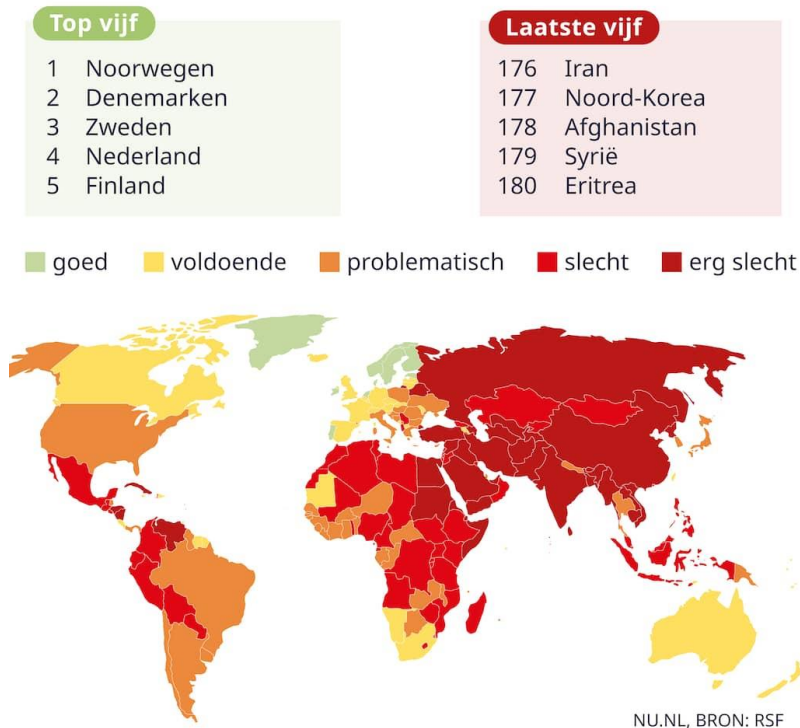 Top vijf
1 Noorwegen
2 Denemarken
3 Zweden
4 Nederland
5 Finland
Laatste vijf
176 Iran
177 Noord-Korea
178 Afghanistan
179 Syrië
180 Eritrea
goed voldoende problematisch slecht erg slecht
NU.NL, BRON: RSF